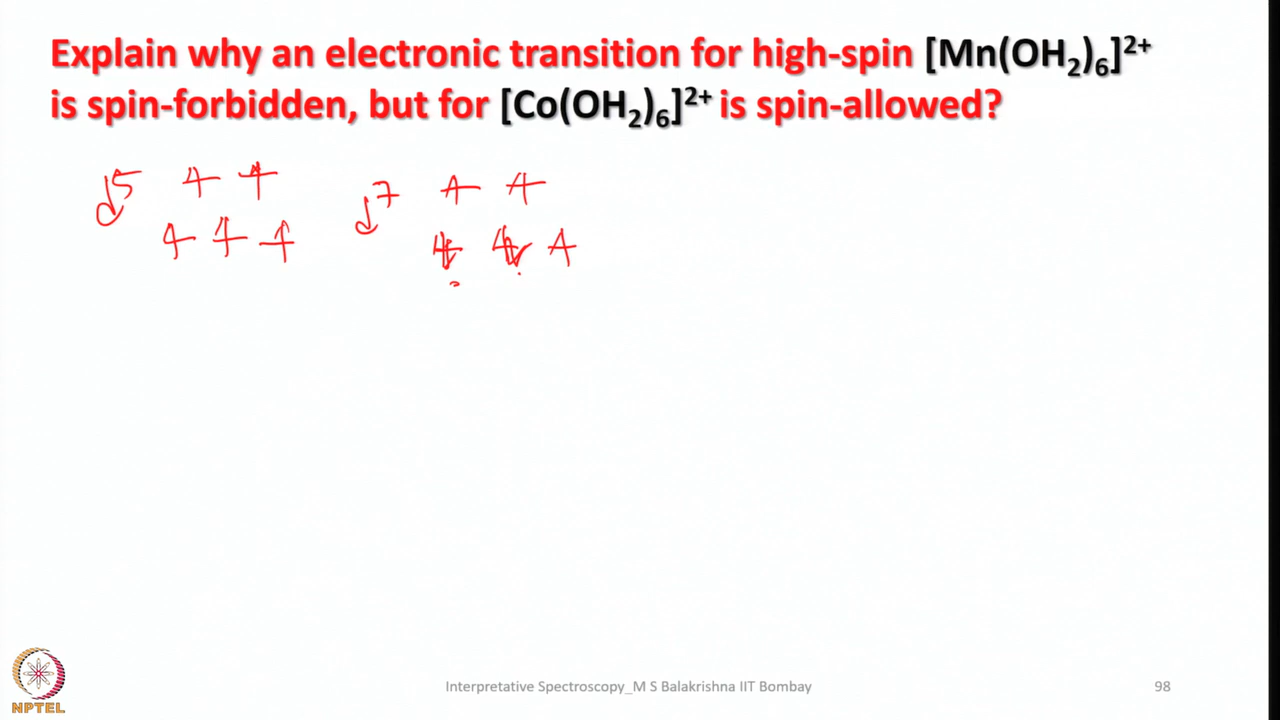 Explain why an electronic transition for high-spin [Mn(OH₂)₆]²⁺
is spin-forbidden, but for [Co(OH₂)₆]²⁺ is spin-allowed?
d⁵ d⁷
NPTEL
Interpretative Spectroscopy_M S Balakrishna IIT Bombay
98